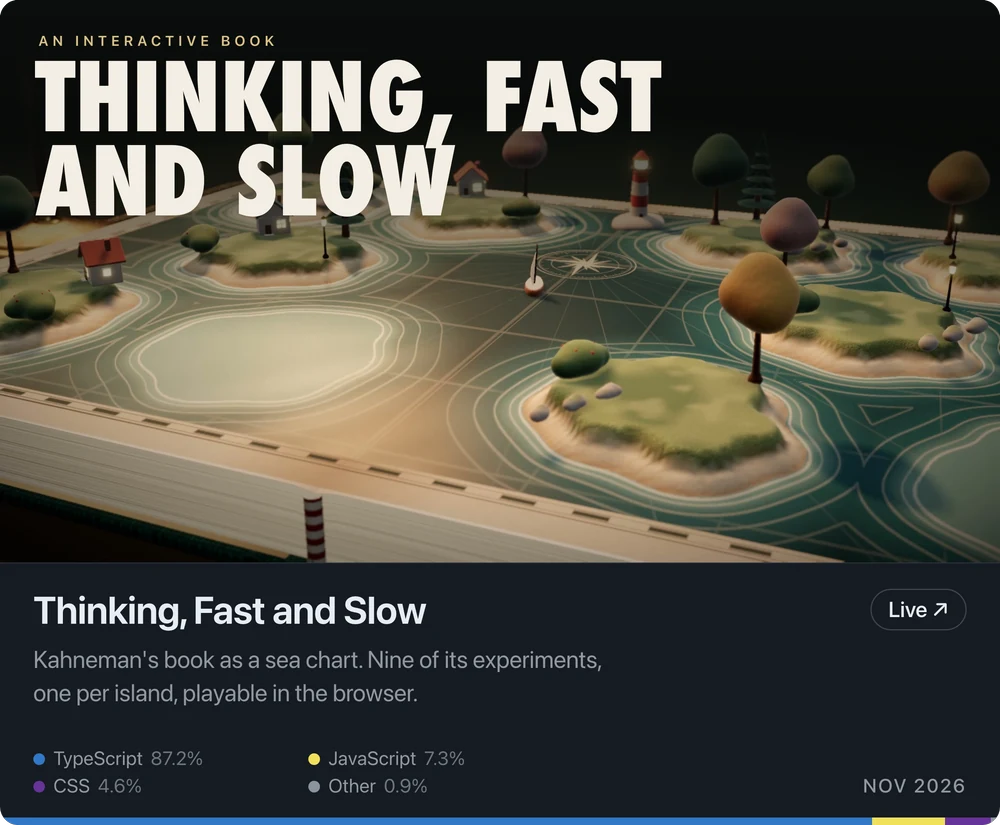 AN INTERACTIVE BOOK
THINKING, FAST
AND SLOW
Thinking, Fast and Slow
Live ↗
Kahneman's book as a sea chart. Nine of its experiments,
one per island, playable in the browser.
TypeScript 87.2%
JavaScript 7.3%
CSS 4.6%
Other 0.9%
NOV 2026